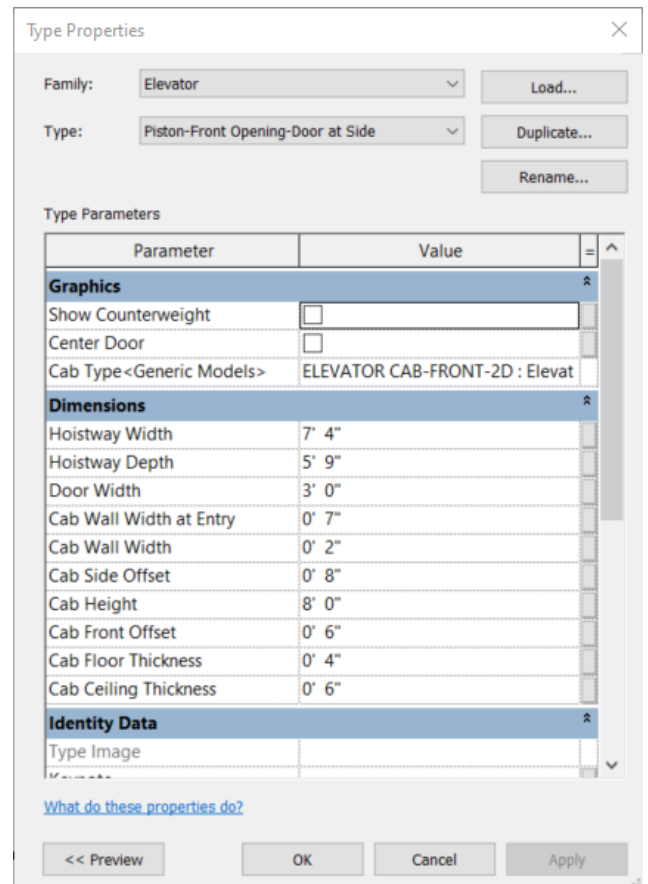 Type Properties
Family: Elevator Load...
Type: Piston-Front Opening-Door at Side Duplicate...
Rename...
Type Parameters
Parameter Value =
Graphics
Show Counterweight
Center Door
Cab Type<Generic Models> ELEVATOR CAB-FRONT-2D : Elevat
Dimensions
Hoistway Width 7' 4"
Hoistway Depth 5' 9"
Door Width 3' 0"
Cab Wall Width at Entry 0' 7"
Cab Wall Width 0' 2"
Cab Side Offset 0' 8"
Cab Height 8' 0"
Cab Front Offset 0' 6"
Cab Floor Thickness 0' 4"
Cab Ceiling Thickness 0' 6"
Identity Data
Type Image
What do these properties do?
<< Preview OK Cancel Apply